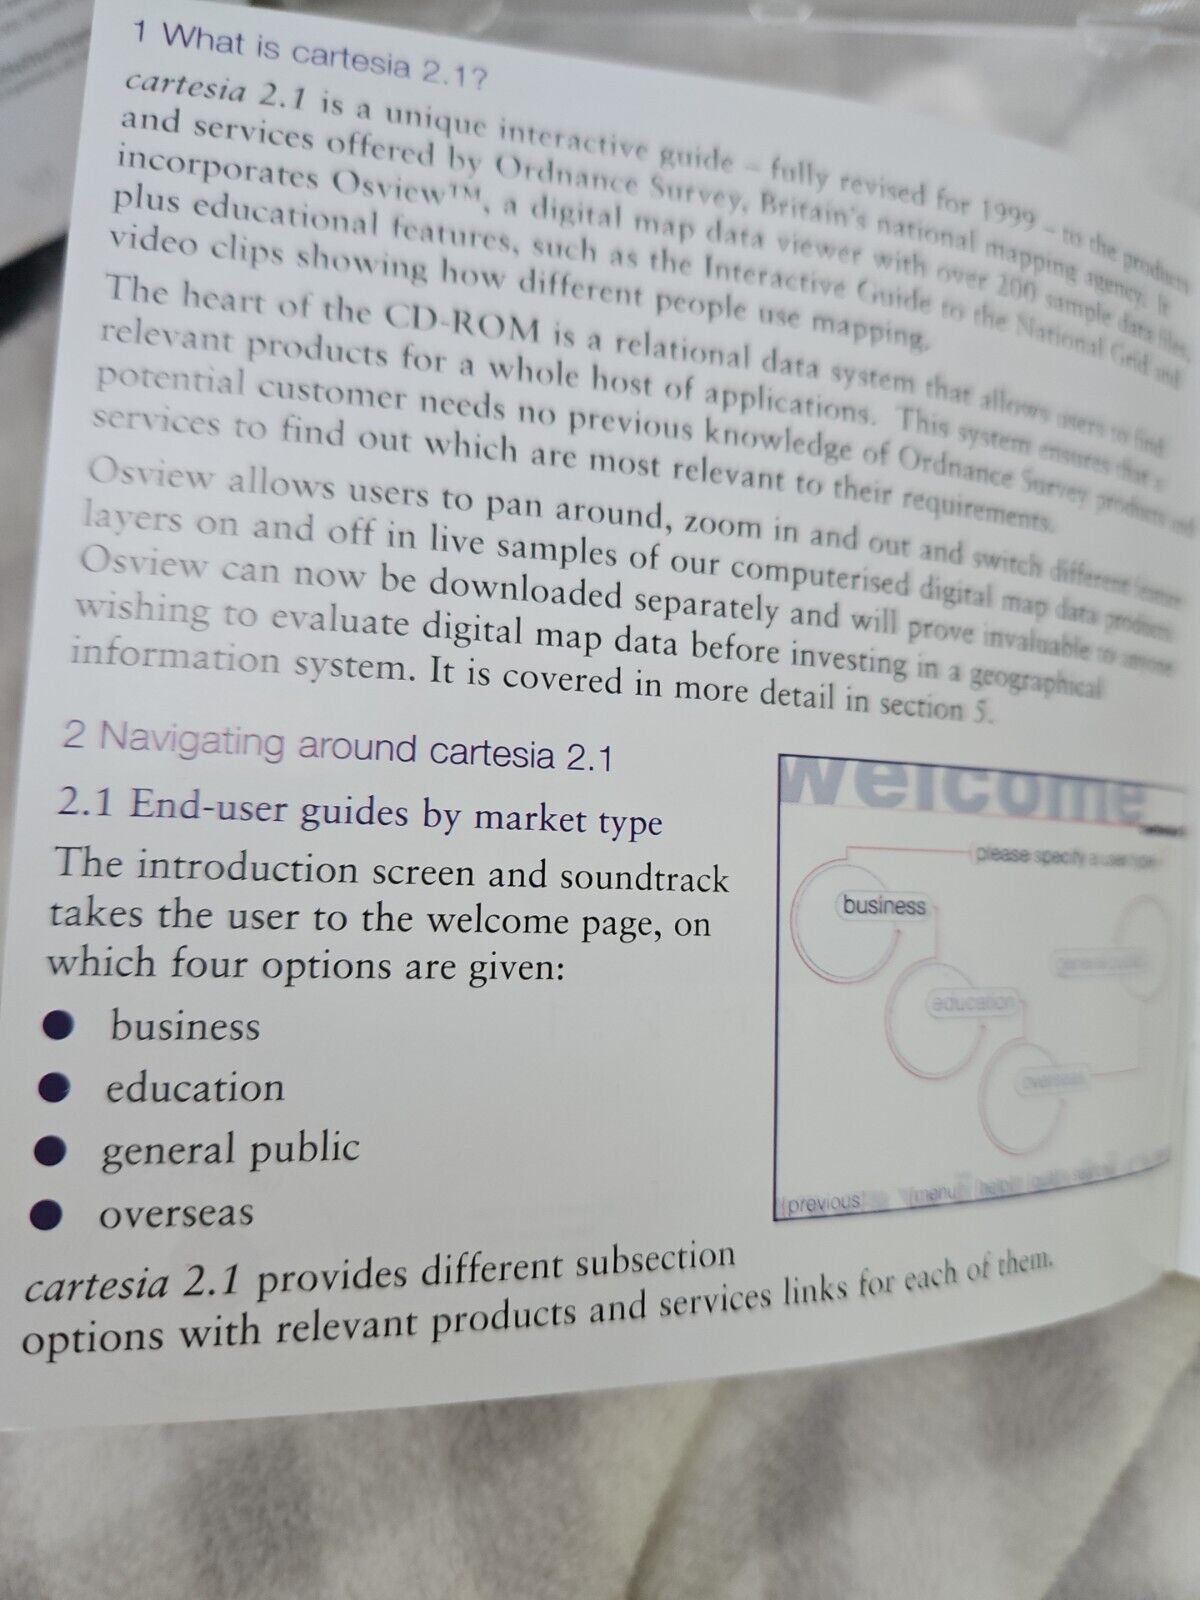 1 What is cartesia 2.1?
cartesia 2.1 is a unique interactive guide – fully revised for 1999 – to the products
and services offered by Ordnance Survey, Britain's national mapping agency. It
incorporates Osview™, a digital map data viewer with over 200 sample data files,
plus educational features, such as the Interactive Guide to the National Grid and
video clips showing how different people use mapping.
The heart of the CD-ROM is a relational data system that allows users to find
relevant products for a whole host of applications. This system ensures that a
potential customer needs no previous knowledge of Ordnance Survey products and
services to find out which are most relevant to their requirements.
Osview allows users to pan around, zoom in and out and switch different
layers on and off in live samples of our computerised digital map data products.
Osview can now be downloaded separately and will prove invaluable to anyone
wishing to evaluate digital map data before investing in a geographical
information system. It is covered in more detail in section 5.
2 Navigating around cartesia 2.1
2.1 End-user guides by market type
The introduction screen and soundtrack
takes the user to the welcome page, on
which four options are given:
● business
● education
● general public
● overseas
cartesia 2.1 provides different subsection
options with relevant products and services links for each of them.
welcome
please specify a user type
business
general public
education
overseas
previous menu help